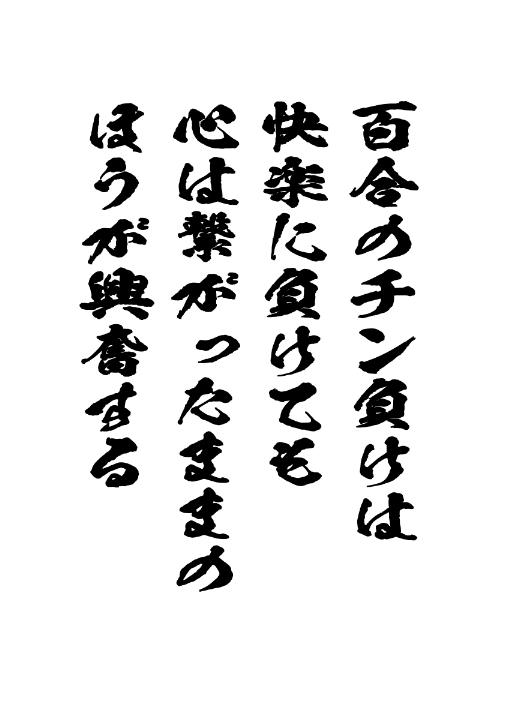 百合のチン負けは
快楽に負けても
心は繋がったままの
ほうが興奮する